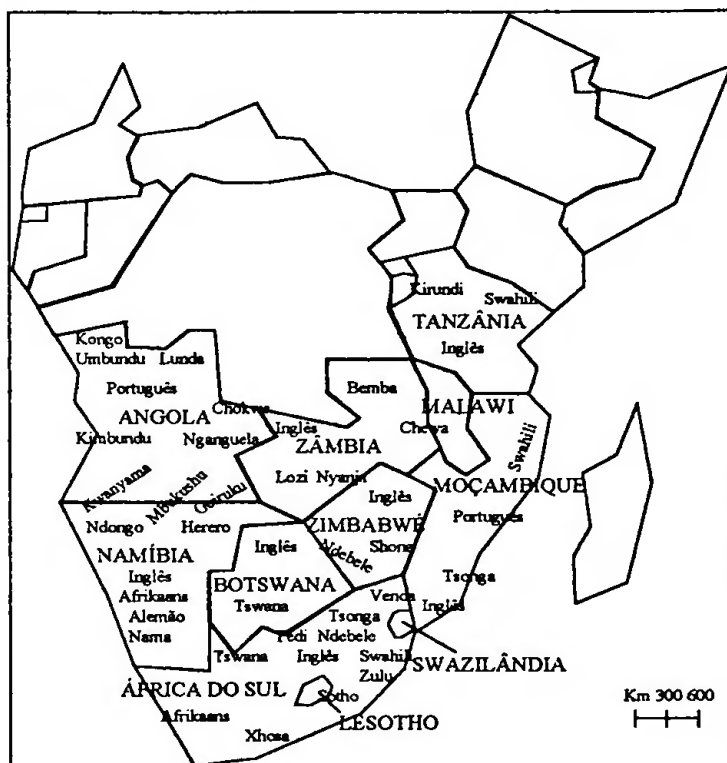 Kirundi
Swahili
TANZÂNIA
Inglês
Kongo
Umbundu Lunda
Português
Chokwe
ANGOLA
Kimbundu Nganguela
Kwanyama
Mbukushu
Geiruku
Bemba
Inglês
Chewa
ZÂMBIA
Lozi Nyanja
MALAWI
Swahili
MOÇAMBIQUE
Português
Tsonga
Inglês
Inglês
ZIMBABWÉ
Ndebele
Shone
Ndongo Herero
NAMÍBIA
Inglês
Afrikaans
Alemão
Nama
Inglês
BOTSWANA
Tswana
Venda
Tsonga
Pedi Ndebele
Tswana Inglês Swahili
Zulu
SWAZILÂNDIA
ÁFRICA DO SUL
Sotho
Afrikaans
LESOTHO
Xhosa
Km 300 600